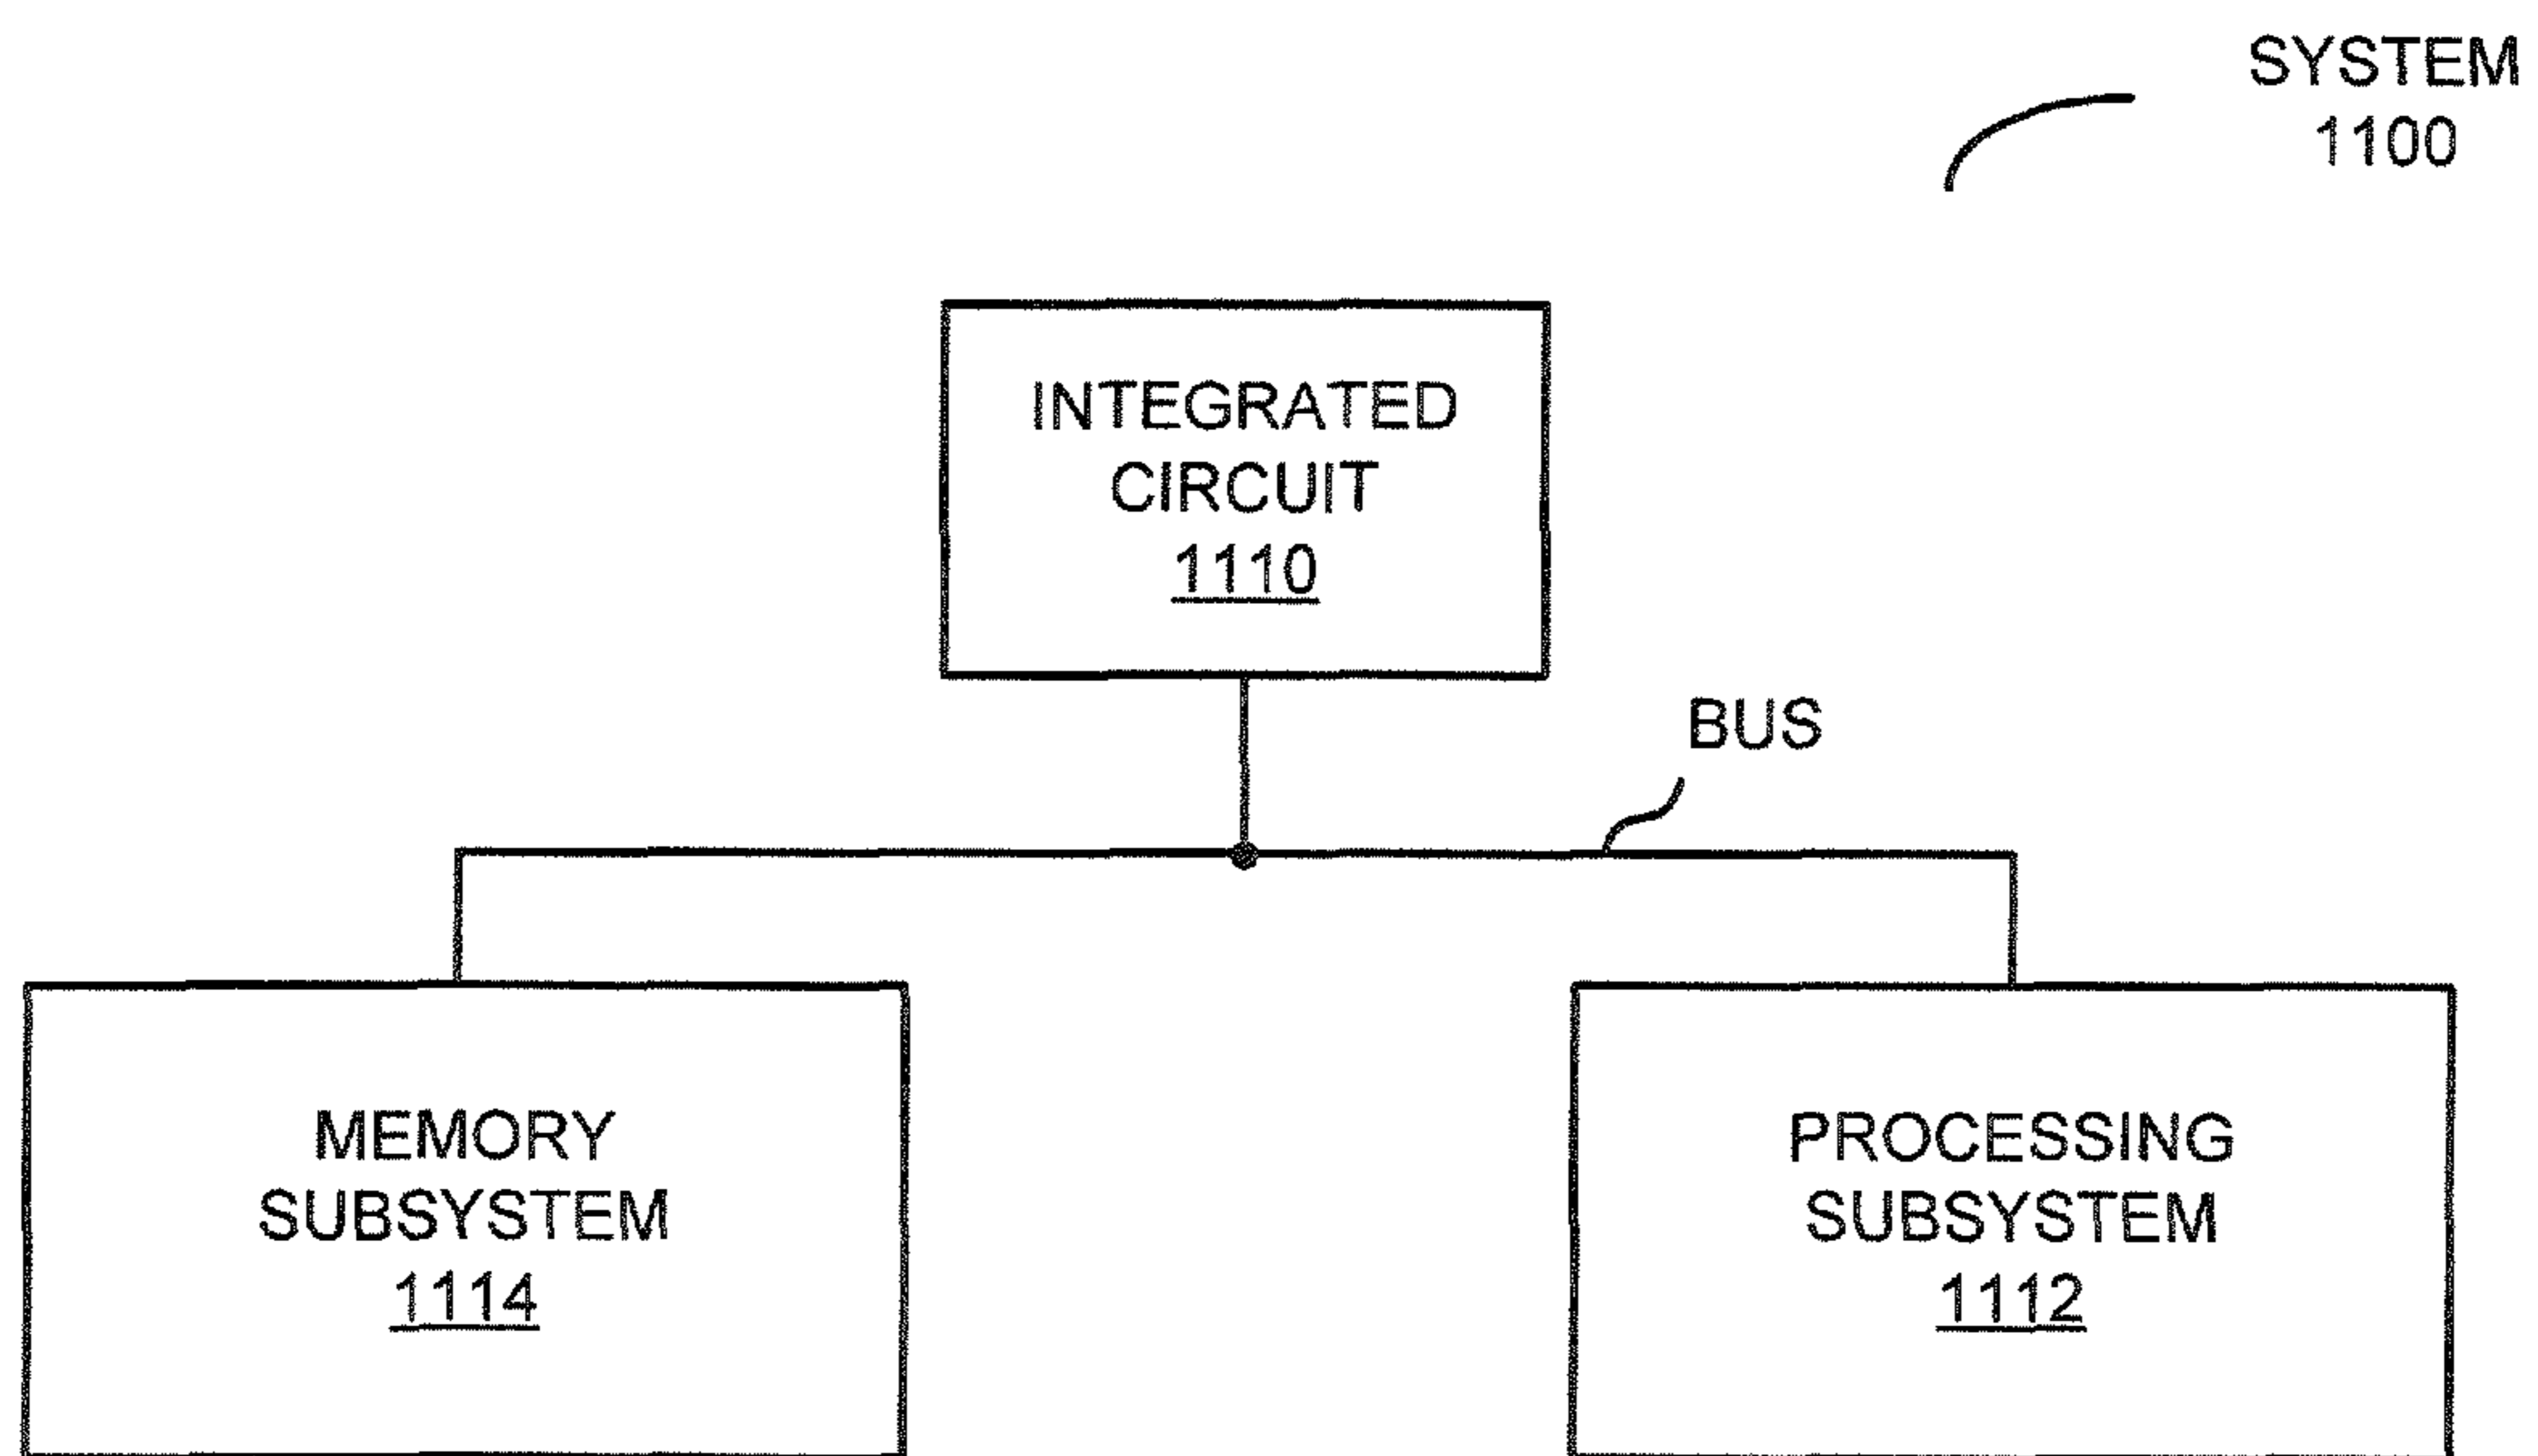 SYSTEM
1100
INTEGRATED
CIRCUIT
1110
BUS
MEMORY
SUBSYSTEM
1114
PROCESSING
SUBSYSTEM
1112